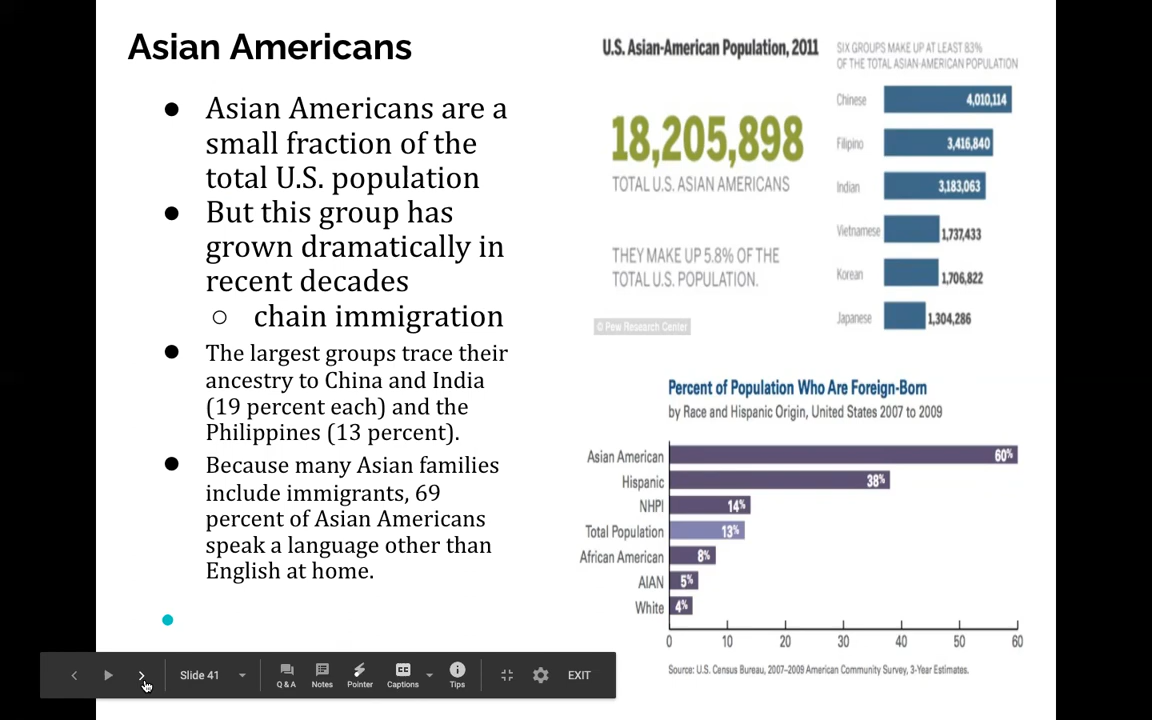 Asian Americans
● Asian Americans are a
small fraction of the
total U.S. population
● But this group has
grown dramatically in
recent decades
○ chain immigration
● The largest groups trace their
ancestry to China and India
(19 percent each) and the
Philippines (13 percent).
● Because many Asian families
include immigrants, 69
percent of Asian Americans
speak a language other than
English at home.
U.S. Asian-American Population, 2011
18,205,898
TOTAL U.S. ASIAN AMERICANS
THEY MAKE UP 5.8% OF THE
TOTAL U.S. POPULATION.
© Pew Research Center
SIX GROUPS MAKE UP AT LEAST 83%
OF THE TOTAL ASIAN-AMERICAN POPULATION
Chinese 4,010,114
Filipino 3,416,840
Indian 3,183,063
Vietnamese 1,737,433
Korean 1,706,822
Japanese 1,304,286
Percent of Population Who Are Foreign-Born
by Race and Hispanic Origin, United States 2007 to 2009
Asian American 60%
Hispanic 38%
NHPI 14%
Total Population 13%
African American 8%
AIAN 5%
White 4%
0 10 20 30 40 50 60
Source: U.S. Census Bureau, 2007–2009 American Community Survey, 3-Year Estimates.
Slide 41 Q & A Notes Pointer CC Captions Tips EXIT